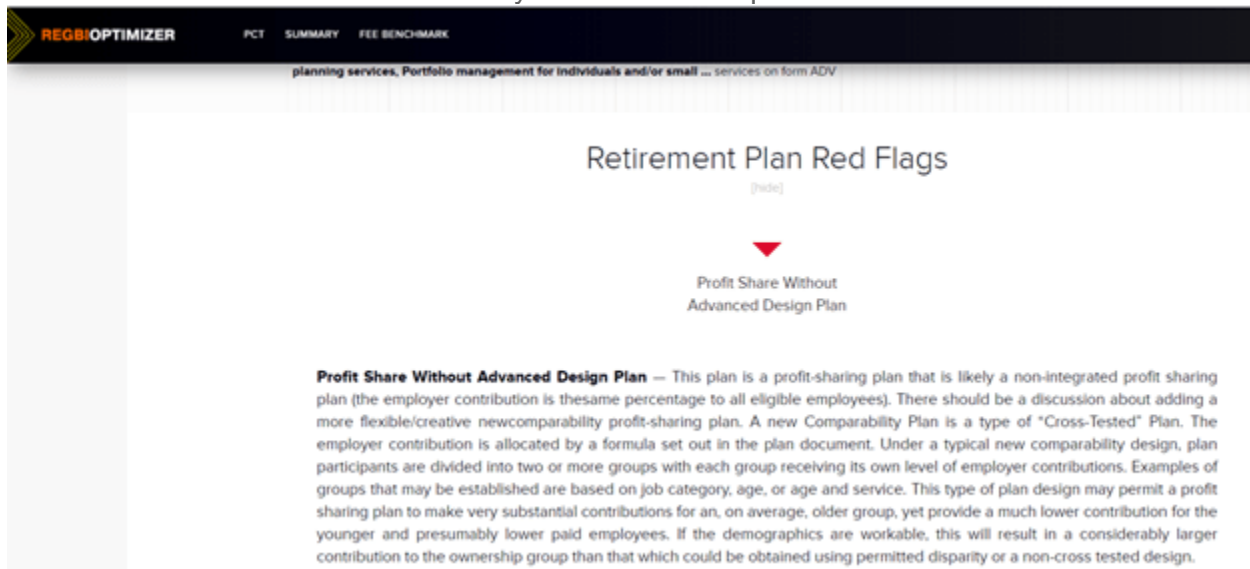 REGBIOPTIMIZER PCT SUMMARY FEE BENCHMARK
planning services, Portfolio management for individuals and/or small ... services on form ADV
Retirement Plan Red Flags
[hide]
Profit Share Without
Advanced Design Plan
Profit Share Without Advanced Design Plan — This plan is a profit-sharing plan that is likely a non-integrated profit sharing
plan (the employer contribution is thesame percentage to all eligible employees). There should be a discussion about adding a
more flexible/creative newcomparability profit-sharing plan. A new Comparability Plan is a type of "Cross-Tested" Plan. The
employer contribution is allocated by a formula set out in the plan document. Under a typical new comparability design, plan
participants are divided into two or more groups with each group receiving its own level of employer contributions. Examples of
groups that may be established are based on job category, age, or age and service. This type of plan design may permit a profit
sharing plan to make very substantial contributions for an, on average, older group, yet provide a much lower contribution for the
younger and presumably lower paid employees. If the demographics are workable, this will result in a considerably larger
contribution to the ownership group than that which could be obtained using permitted disparity or a non-cross tested design.